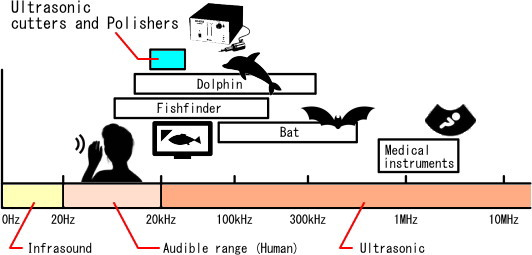 Ultrasonic
cutters and Polishers
Dolphin
Fishfinder
Bat
Medical
instruments
0Hz 20Hz 20kHz 100kHz 300kHz 1MHz 10MHz
Infrasound Audible range (Human) Ultrasonic